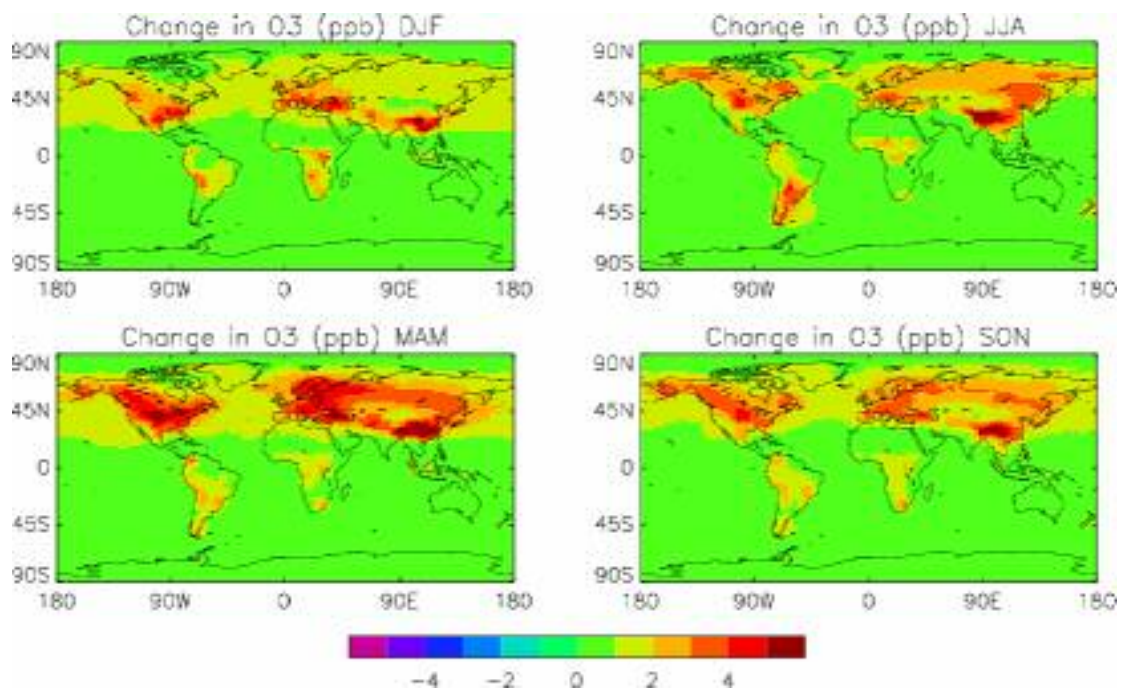 Change in O3 (ppb) DJF
90N
45N
0
45S
90S
180 90W 0 90E 180
Change in O3 (ppb) JJA
90N
45N
0
45S
90S
180 90W 0 90E 180
Change in O3 (ppb) MAM
90N
45N
0
45S
90S
180 90W 0 90E 180
Change in O3 (ppb) SON
90N
45N
0
45S
90S
180 90W 0 90E 180
-4 -2 0 2 4